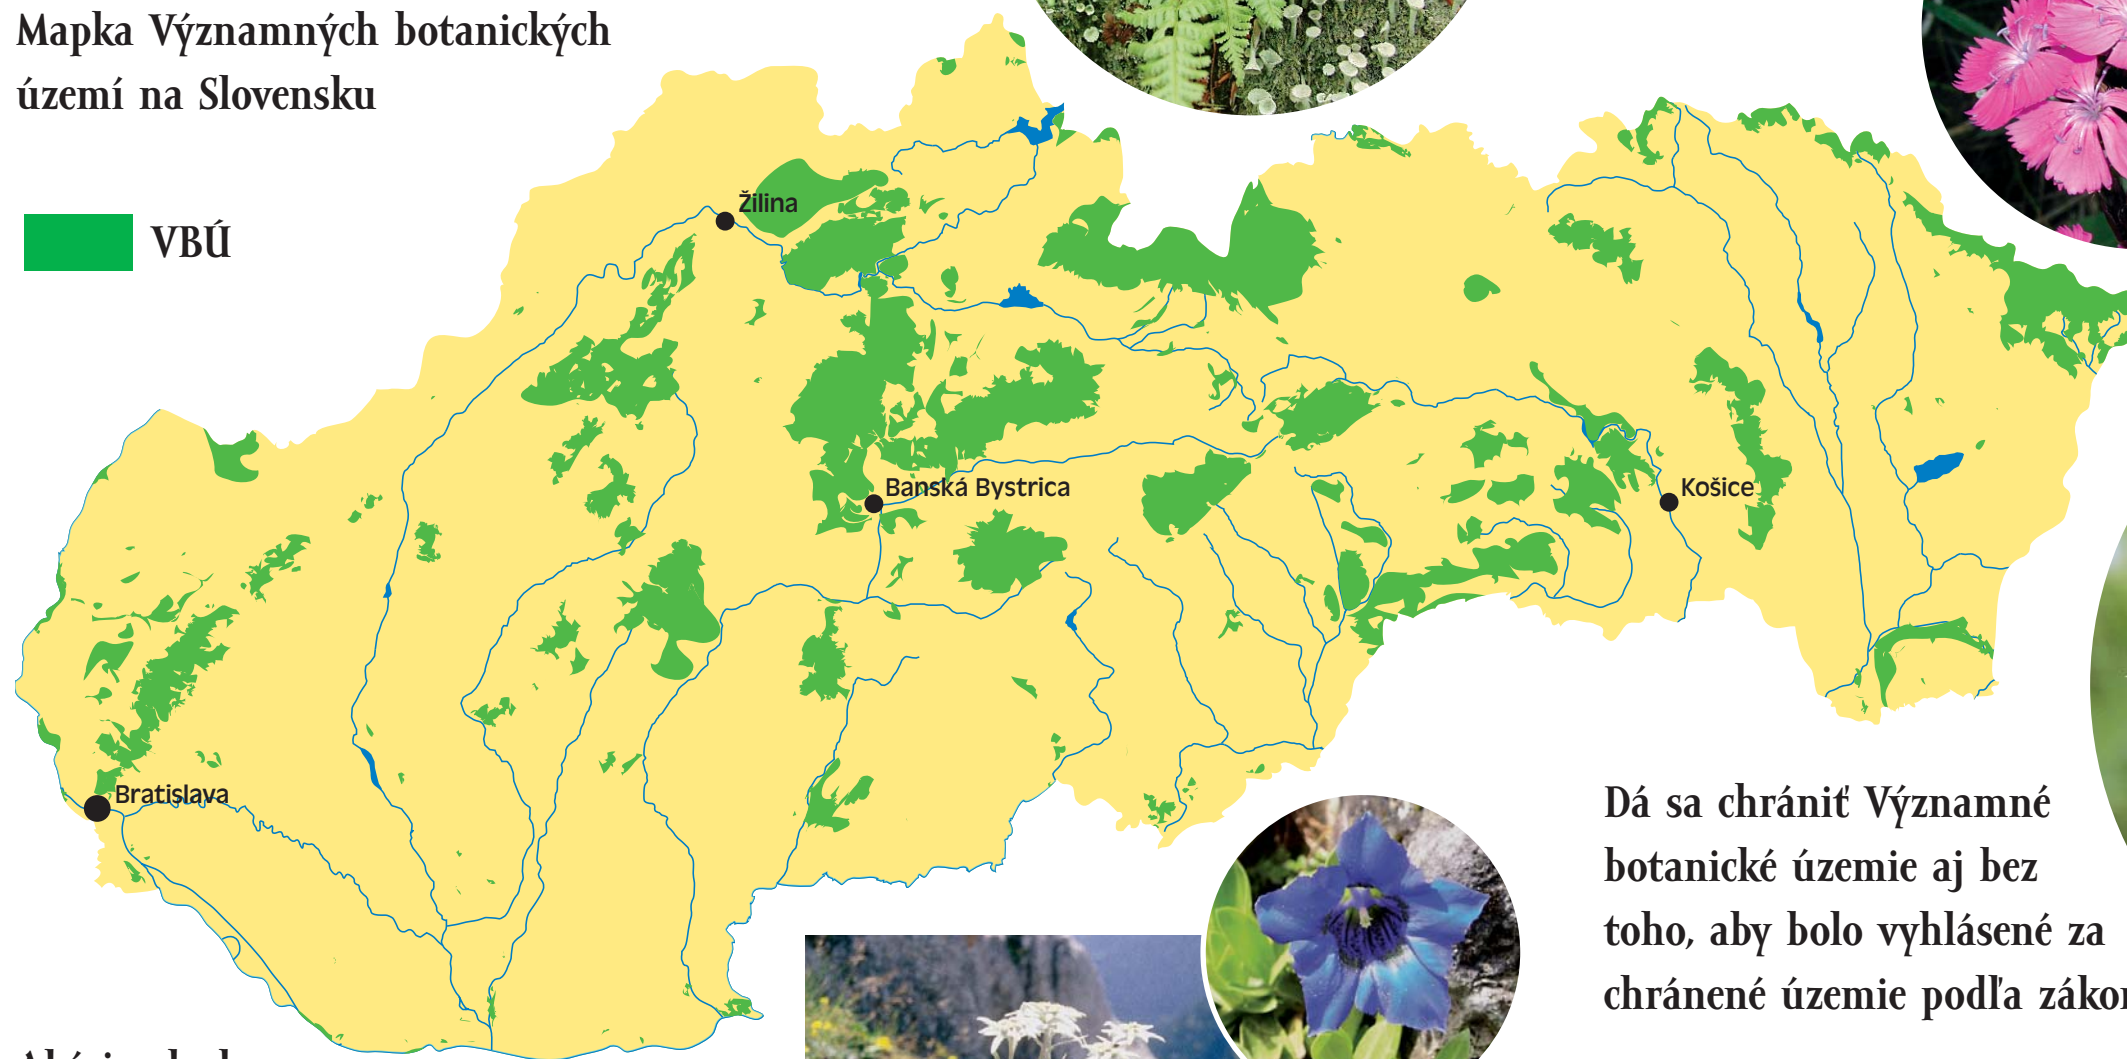 Mapka Významných botanických
území na Slovensku
VBÚ
Žilina
Banská Bystrica
Košice
Bratislava
Dá sa chrániť Významné
botanické územie aj bez
toho, aby bolo vyhlásené za
chránené územie podľa zákon